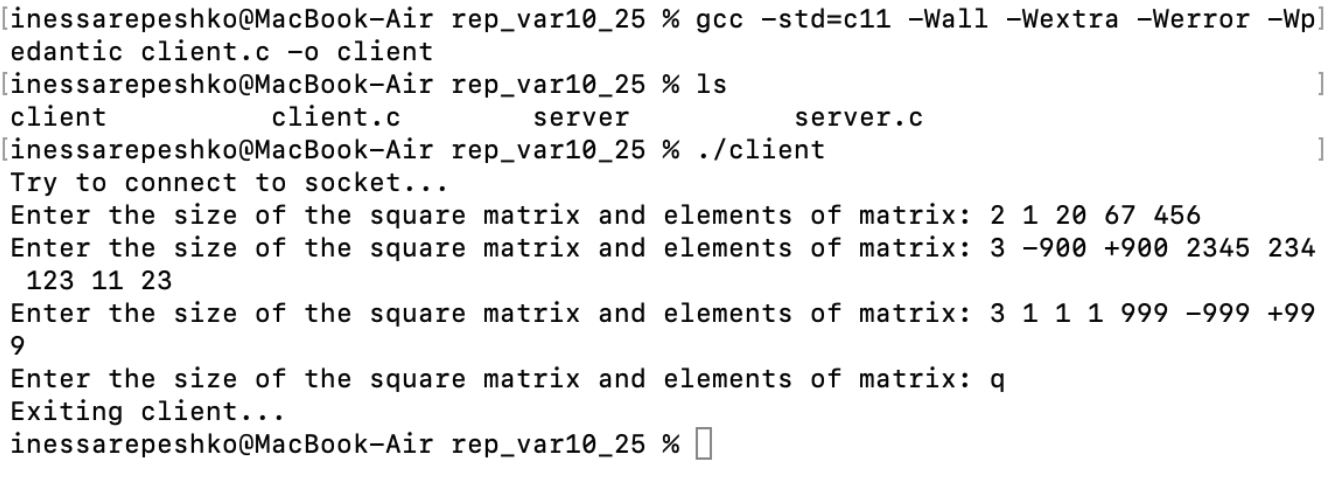 [inessarepeshko@MacBook-Air rep_var10_25 % gcc -std=c11 -Wall -Wextra -Werror -Wp]
edantic client.c -o client
[inessarepeshko@MacBook-Air rep_var10_25 % ls ]
client client.c server server.c
[inessarepeshko@MacBook-Air rep_var10_25 % ./client ]
Try to connect to socket...
Enter the size of the square matrix and elements of matrix: 2 1 20 67 456
Enter the size of the square matrix and elements of matrix: 3 -900 +900 2345 234
123 11 23
Enter the size of the square matrix and elements of matrix: 3 1 1 1 999 -999 +99
9
Enter the size of the square matrix and elements of matrix: q
Exiting client...
inessarepeshko@MacBook-Air rep_var10_25 %